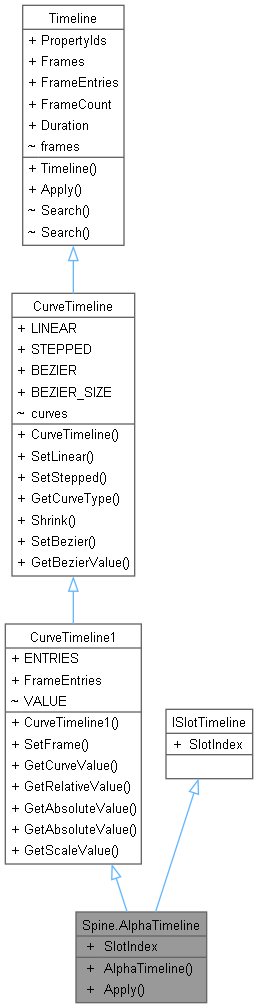 Timeline
+ PropertyIds
+ Frames
+ FrameEntries
+ FrameCount
+ Duration
~ frames
+ Timeline()
+ Apply()
~ Search()
~ Search()
CurveTimeline
+ LINEAR
+ STEPPED
+ BEZIER
+ BEZIER_SIZE
~ curves
+ CurveTimeline()
+ SetLinear()
+ SetStepped()
+ GetCurveType()
+ Shrink()
+ SetBezier()
+ GetBezierValue()
CurveTimeline1
+ ENTRIES
+ FrameEntries
~ VALUE
+ CurveTimeline1()
+ SetFrame()
+ GetCurveValue()
+ GetRelativeValue()
+ GetAbsoluteValue()
+ GetAbsoluteValue()
+ GetScaleValue()
ISlotTimeline
+ SlotIndex
Spine.AlphaTimeline
+ SlotIndex
+ AlphaTimeline()
+ Apply()